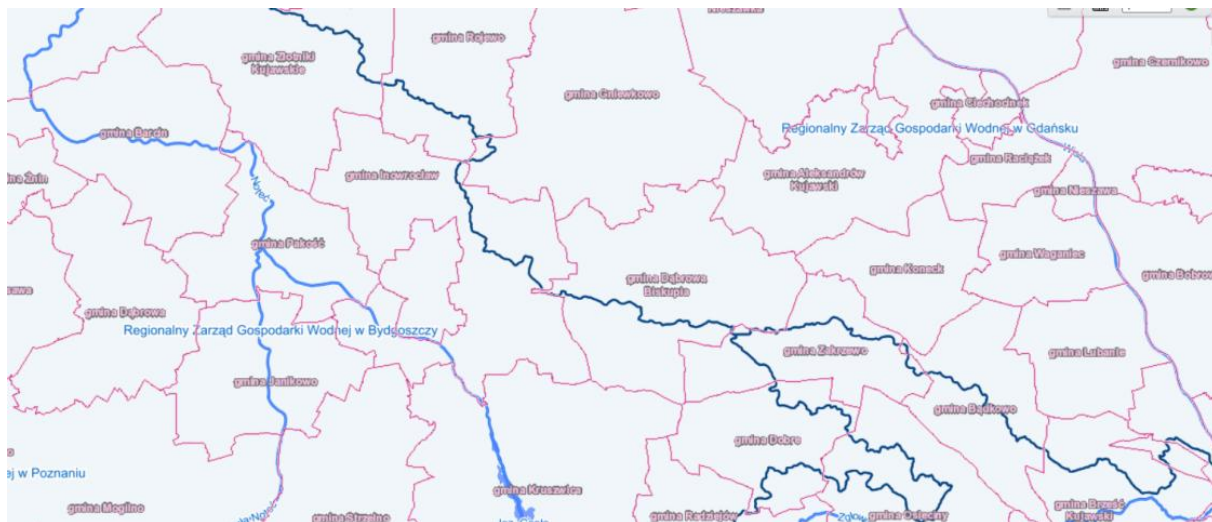 gmina Rojewo
gmina Złotniki
Kujawskie
gmina Czernikowo
gmina Gniewkowo
gmina Ciechocinek
gmina Barcin
Regionalny Zarząd Gospodarki Wodnej w Gdańsku
Wisła
gmina Raciążek
gmina Inowrocław
gmina Aleksandrów
Kujawski
Noteć
gmina Nieszawa
gmina Pakość
gmina Waganiec
gmina Koneck
gmina Dąbrowa
Biskupia
gmina Dąbrowa
Regionalny Zarząd Gospodarki Wodnej w Bydgoszczy
gmina Zakrzewo
gmina Lubanie
gmina Janikowo
gmina Bądkowo
gmina Dobre
ej w Poznaniu
gmina Kruszwica
gmina Mogilno
gmina Strzelno
gmina Radziejów
gmina Osięciny
gmina Brześć
Kujawski